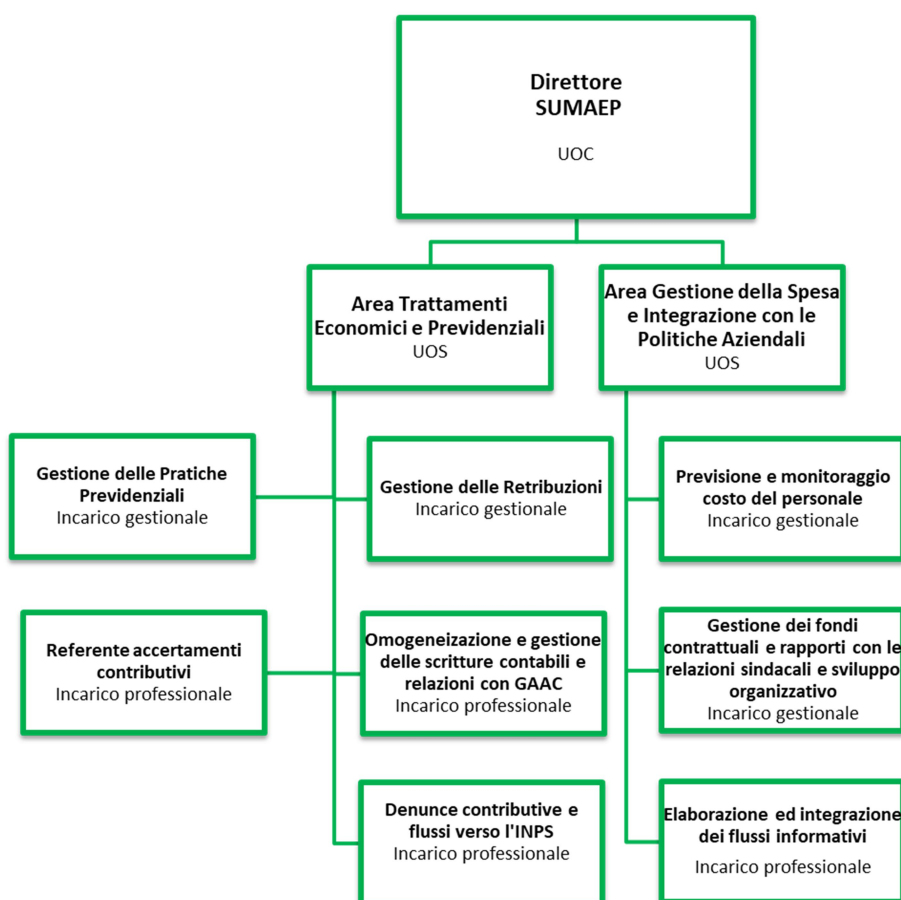 Direttore
SUMAEP
UOC
Area Trattamenti
Economici e Previdenziali
UOS
Area Gestione della Spesa
e Integrazione con le
Politiche Aziendali
UOS
Gestione delle Pratiche
Previdenziali
Incarico gestionale
Gestione delle Retribuzioni
Incarico gestionale
Previsione e monitoraggio
costo del personale
Incarico gestionale
Referente accertamenti
contributivi
Incarico professionale
Omogeneizazione e gestione
delle scritture contabili e
relazioni con GAAC
Incarico professionale
Gestione dei fondi
contrattuali e rapporti con le
relazioni sindacali e sviluppo
organizzativo
Incarico gestionale
Denunce contributive e
flussi verso l'INPS
Incarico professionale
Elaborazione ed integrazione
dei flussi informativi
Incarico professionale